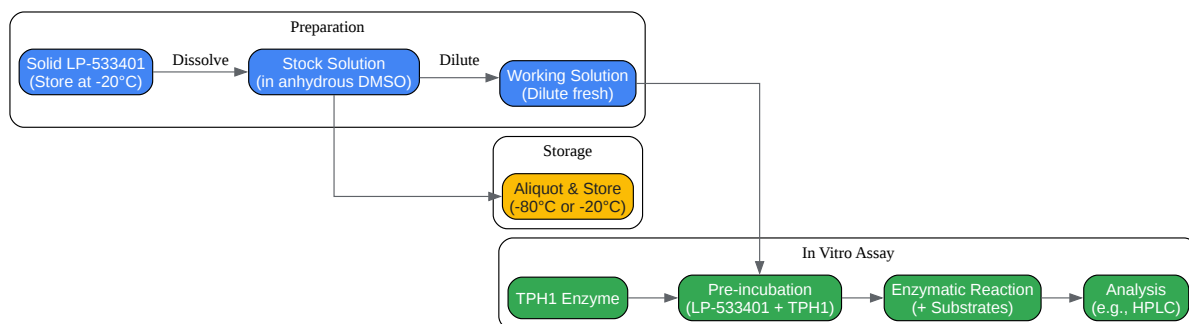 Preparation
Solid LP-533401
(Store at -20°C)
Dissolve
Stock Solution
(in anhydrous DMSO)
Dilute
Working Solution
(Dilute fresh)
Storage
Aliquot & Store
(-80°C or -20°C)
In Vitro Assay
TPH1 Enzyme
Pre-incubation
(LP-533401 + TPH1)
Enzymatic Reaction
(+ Substrates)
Analysis
(e.g., HPLC)